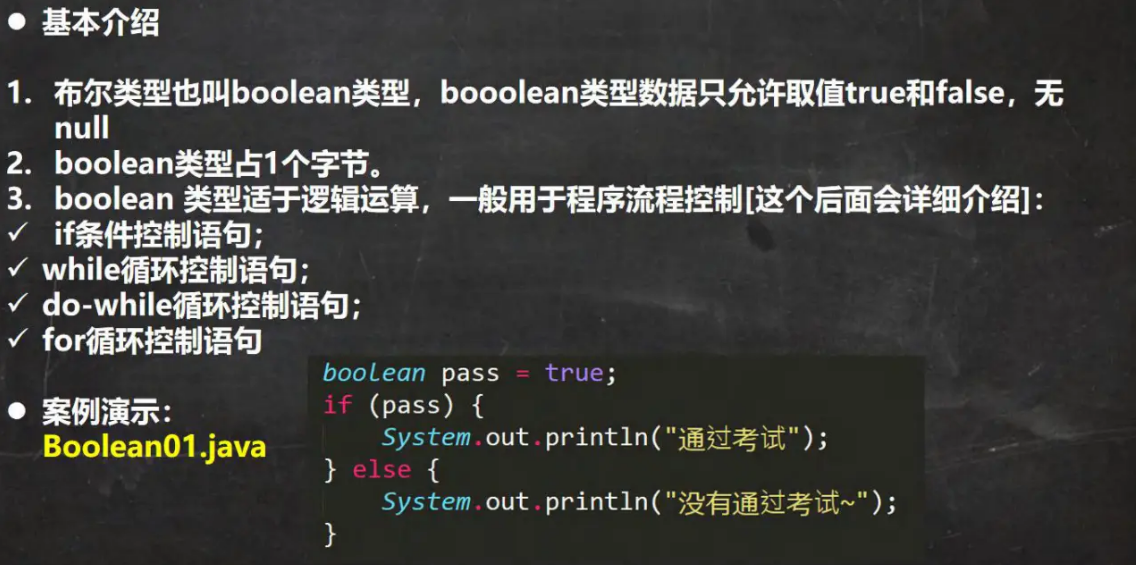 ● 基本介绍
1. 布尔类型也叫boolean类型，booolean类型数据只允许取值true和false，无
null
2. boolean类型占1个字节。
3. boolean 类型适于逻辑运算，一般用于程序流程控制[这个后面会详细介绍]：
✓ if条件控制语句；
✓ while循环控制语句；
✓ do-while循环控制语句；
✓ for循环控制语句
● 案例演示：
Boolean01.java
boolean pass = true;
if (pass) {
    System.out.println("通过考试");
} else {
    System.out.println("没有通过考试~");
}